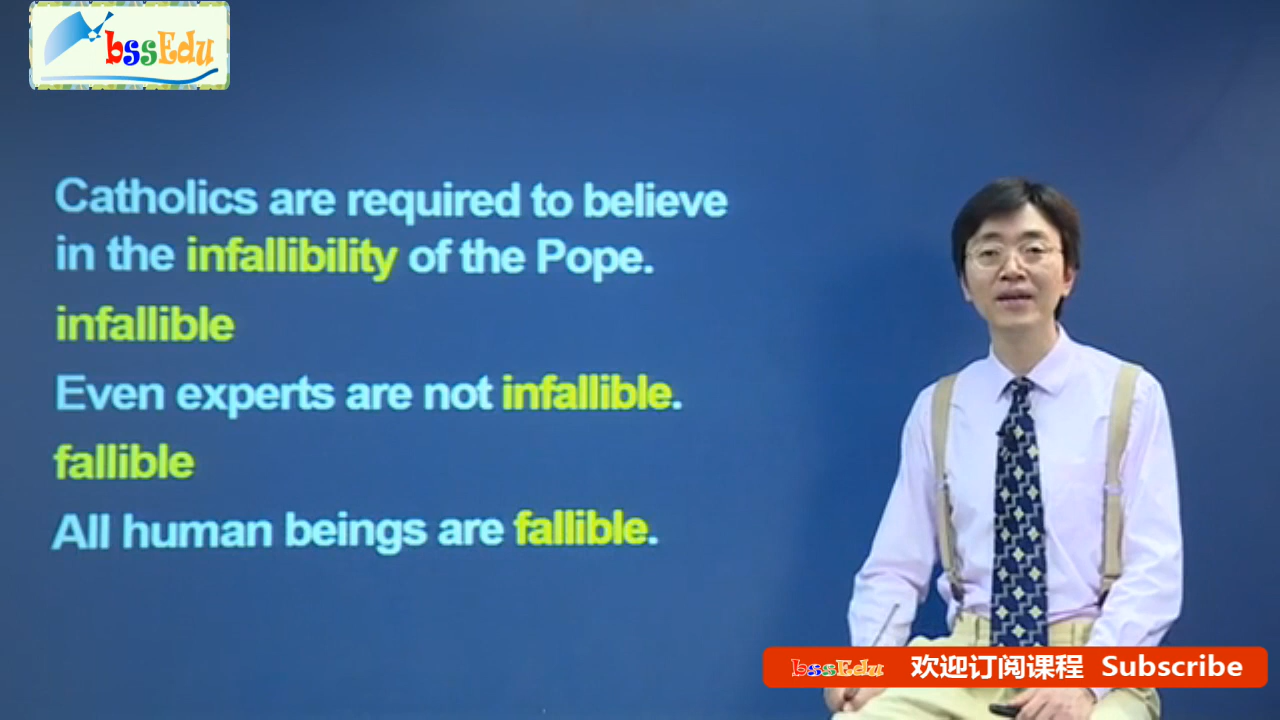 bssEdu
Catholics are required to believe
in the infallibility of the Pope.
infallible
Even experts are not infallible.
fallible
All human beings are fallible.
bssEdu 欢迎订阅课程 Subscribe